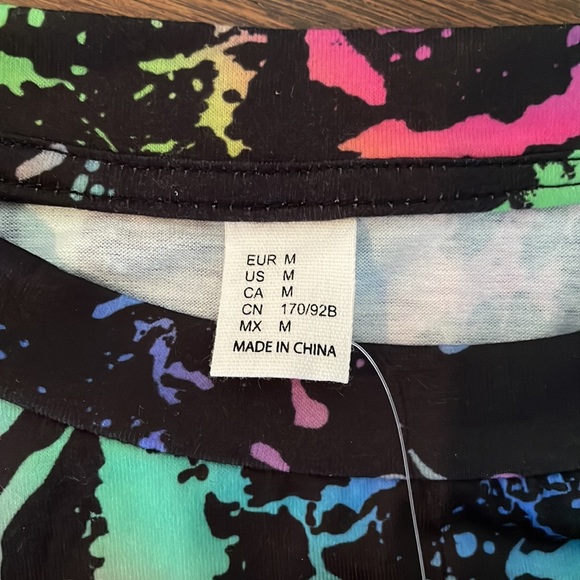 EUR M
US M
CA M
CN 170/92B
MX M
MADE IN CHINA